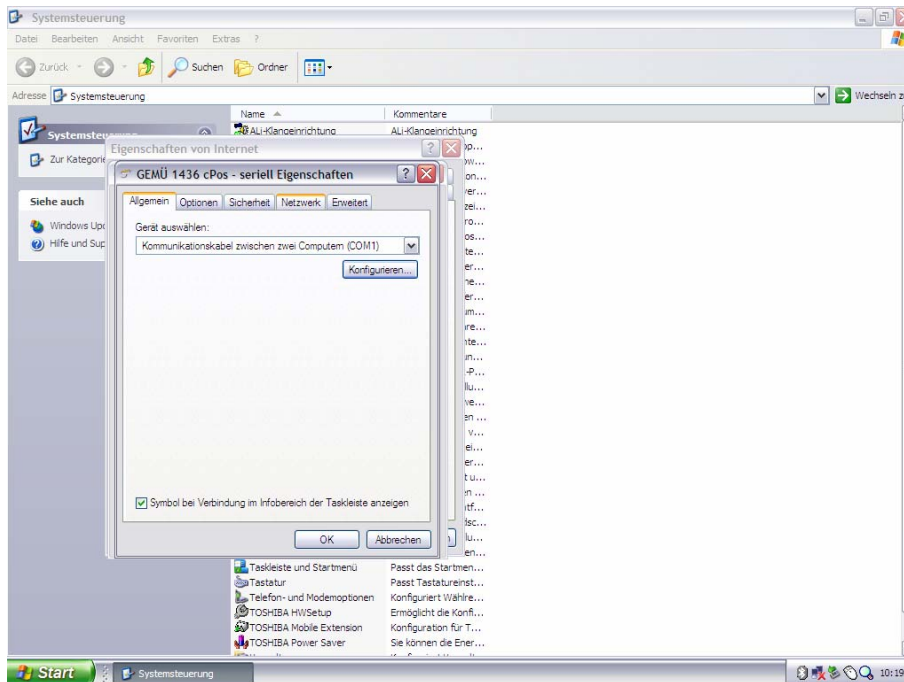 Systemsteuerung
Datei Bearbeiten Ansicht Favoriten Extras ?
Zurück Suchen Ordner
Adresse Systemsteuerung Wechseln
Name Kommentare
Systemsteuerung ALi-Klangeinrichtung ALi-Klangeinrichtung
Eigenschaften von Internet
Zur Kategorie
GEMÜ 1436 cPos - seriell Eigenschaften
Allgemein Optionen Sicherheit Netzwerk Erweitert
Siehe auch
Gerät auswählen:
Windows Upd
Kommunikationskabel zwischen zwei Computern (COM1)
Hilfe und Sup
Konfigurieren...
Symbol bei Verbindung im Infobereich der Taskleiste anzeigen
OK Abbrechen
Taskleiste und Startmenü Passt das Startmen...
Tastatur Passt Tastatureinst...
Telefon- und Modemoptionen Konfiguriert Wählre...
TOSHIBA HWSetup Ermöglicht die Konfi...
TOSHIBA Mobile Extension Konfiguration für T...
TOSHIBA Power Saver Sie können die Ener...
Start Systemsteuerung 10:19